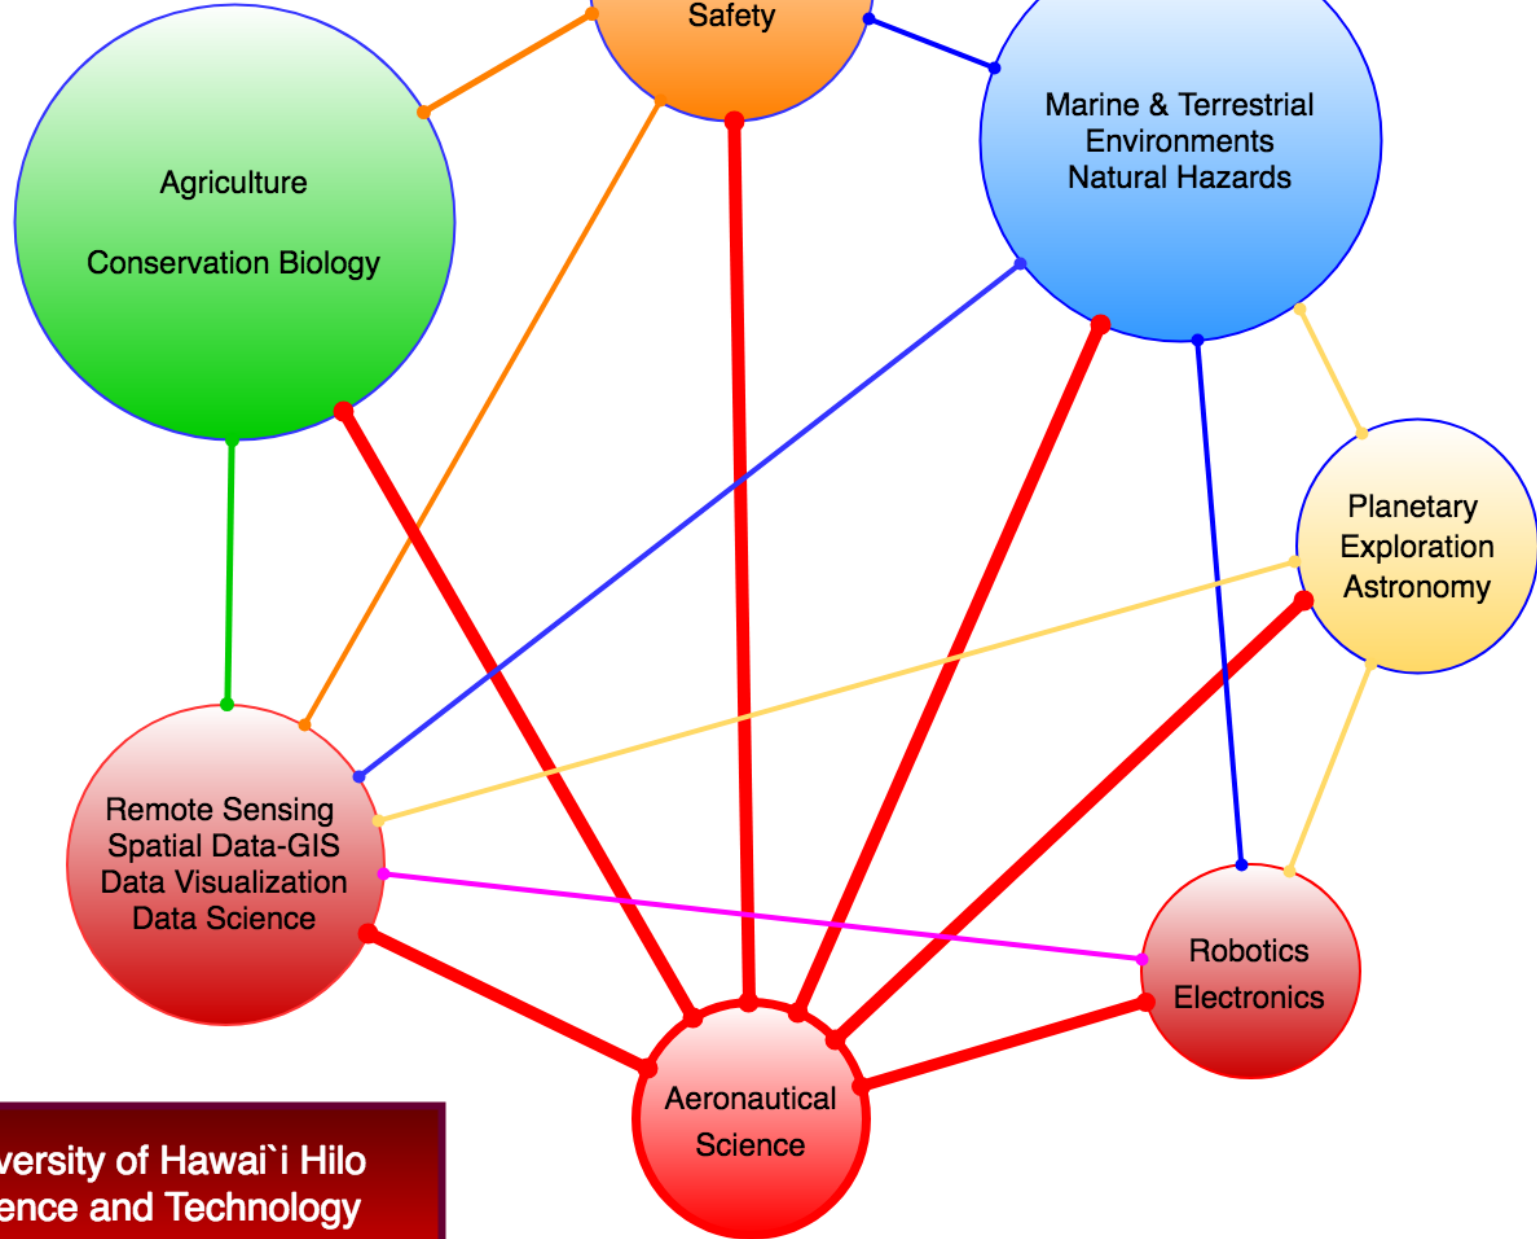 Safety
Marine & Terrestrial
Environments
Natural Hazards
Agriculture
Conservation Biology
Planetary
Exploration
Astronomy
Remote Sensing
Spatial Data-GIS
Data Visualization
Data Science
Robotics
Electronics
Aeronautical
Science
versity of Hawai`i Hilo
ence and Technology